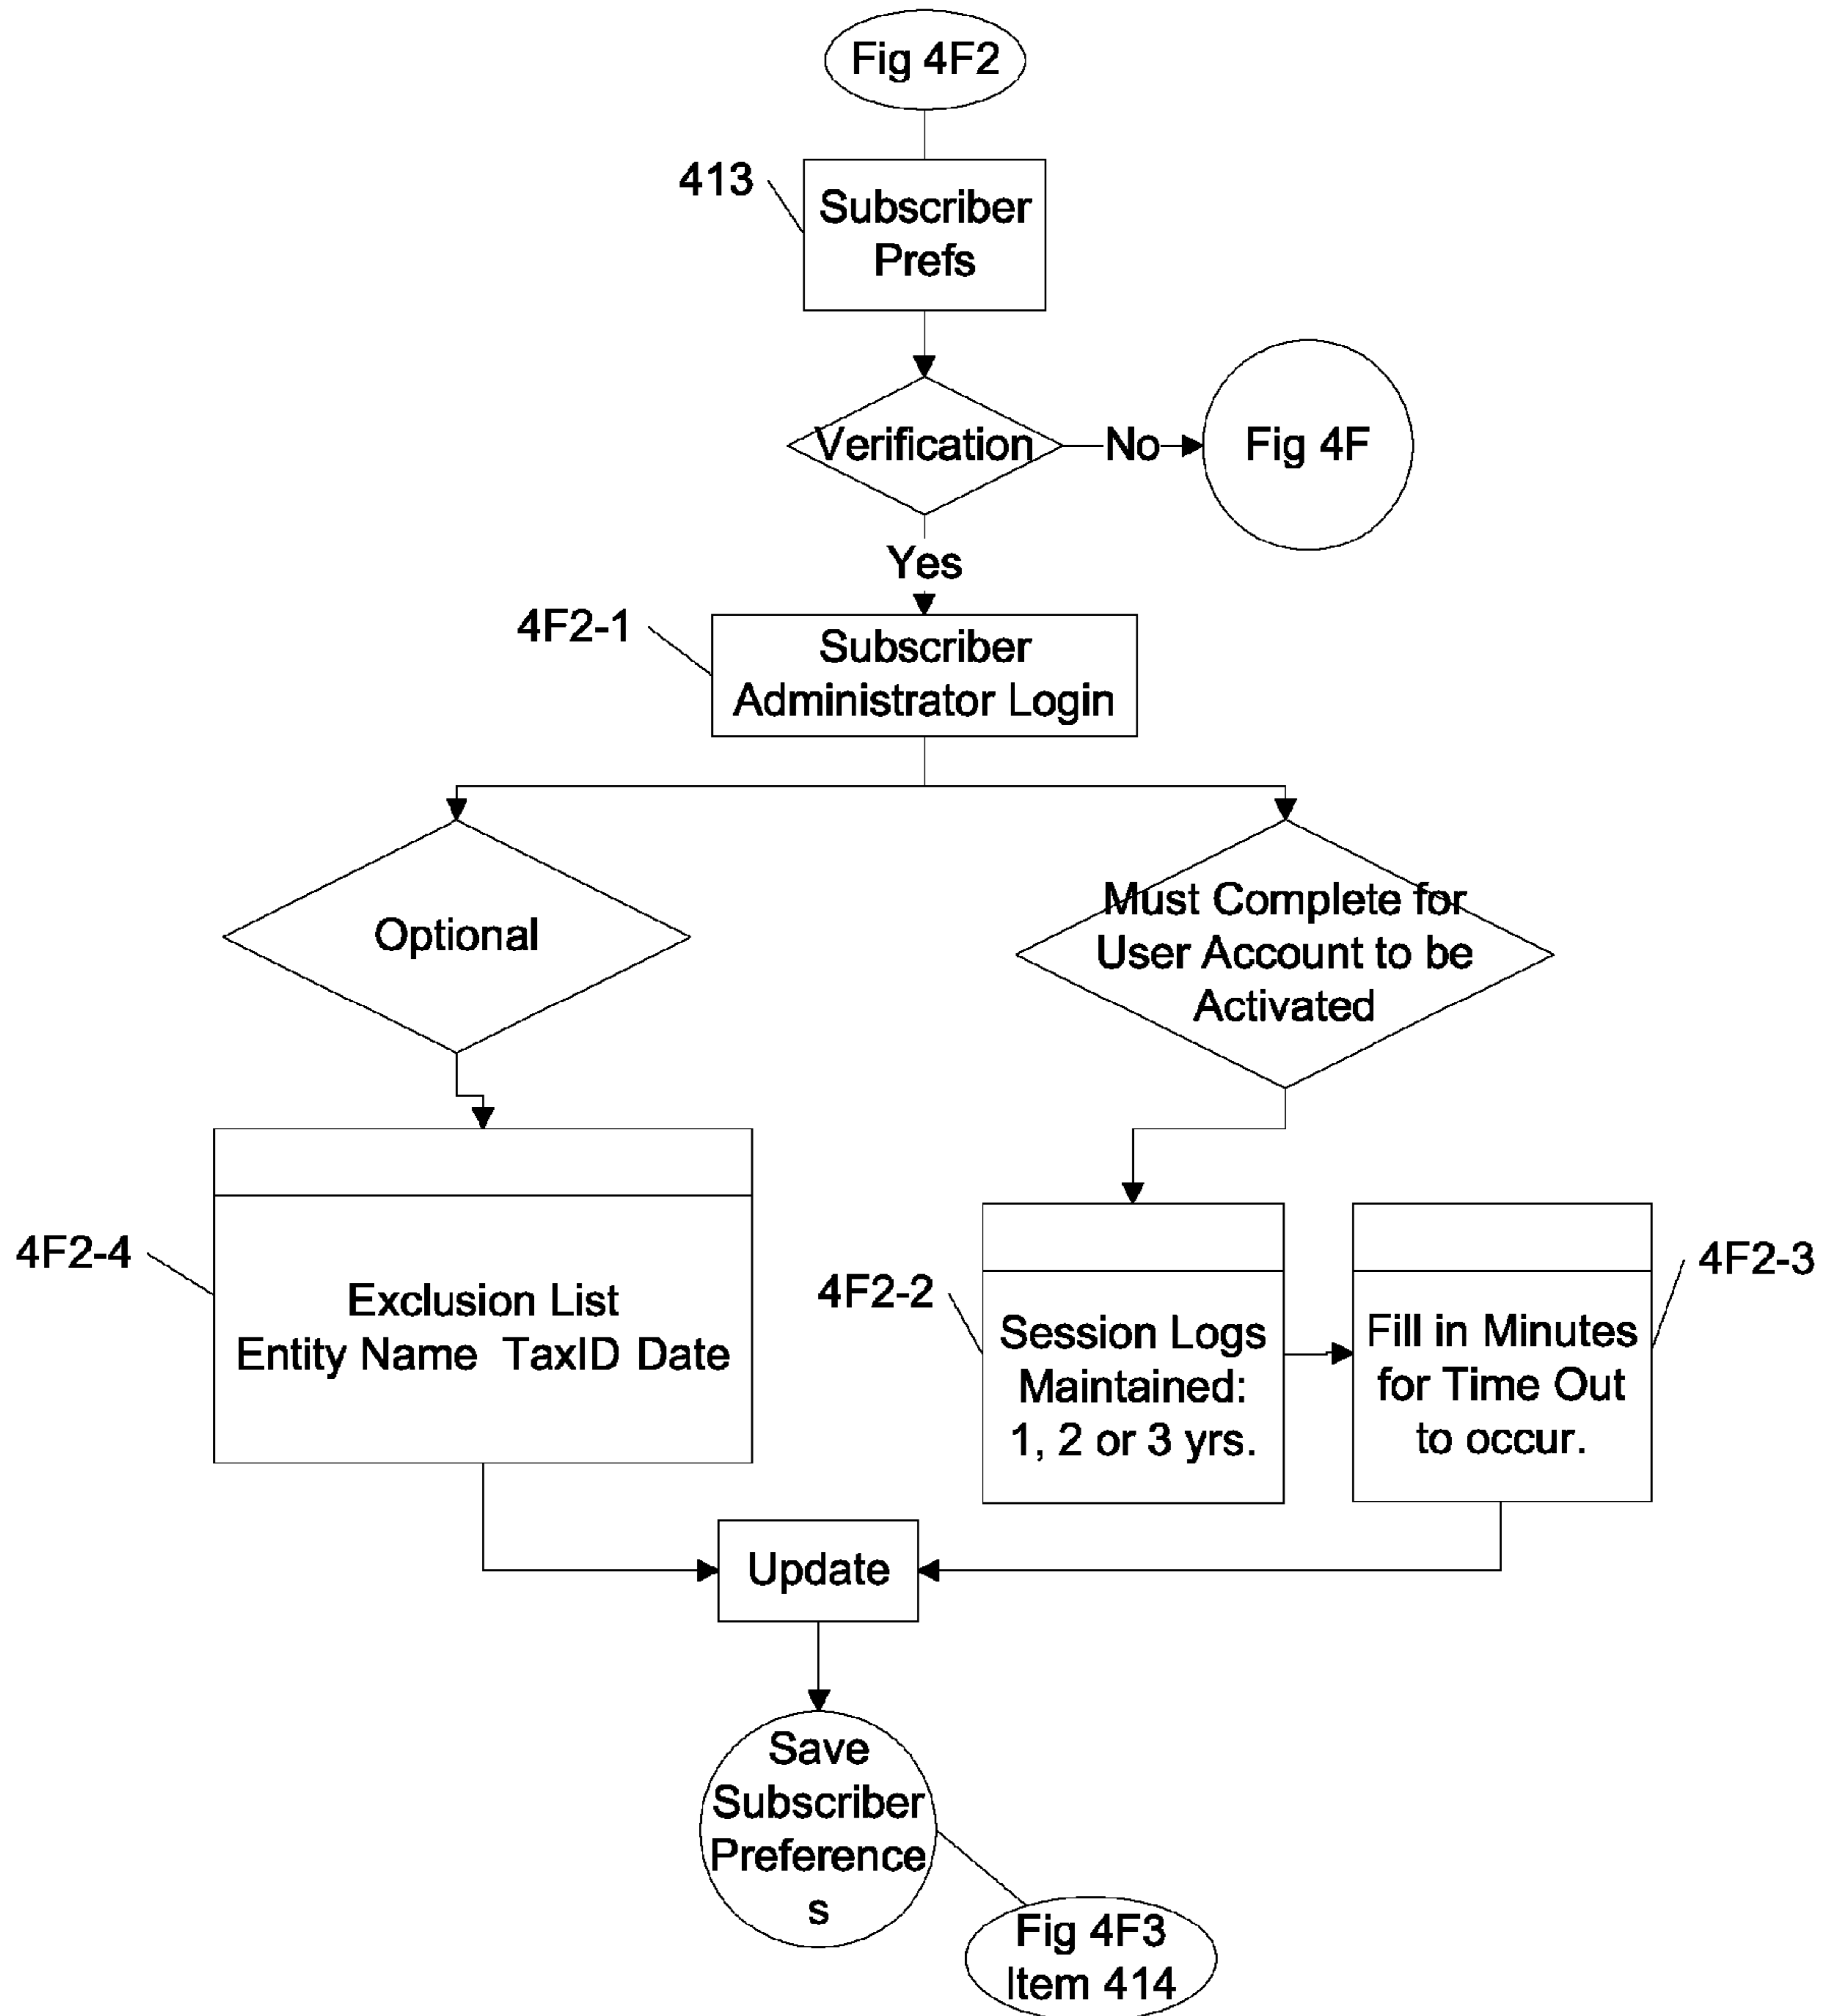 Fig 4F2
413
Subscriber
Prefs
Verification
No
Fig 4F
Yes
4F2-1
Subscriber
Administrator Login
Optional
Must Complete for
User Account to be
Activated
4F2-4
Exclusion List
Entity Name TaxID Date
4F2-2
Session Logs
Maintained:
1, 2 or 3 yrs.
4F2-3
Fill in Minutes
for Time Out
to occur.
Update
Save
Subscriber
Preference
s
Fig 4F3
Item 414